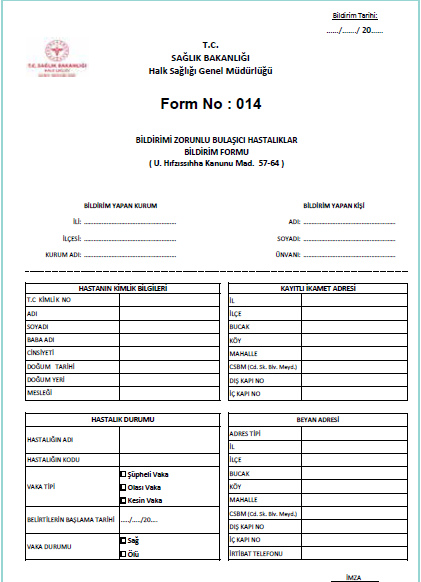 Bildirim Tarihi:
....../......./ 20......
T.C.
SAĞLIK BAKANLIĞI
Halk Sağlığı Genel Müdürlüğü
T.C. SAĞLIK BAKANLIĞI
Form No : 014
BİLDİRİMİ ZORUNLU BULAŞICI HASTALIKLAR
BİLDİRİM FORMU
( U. Hıfzıssıhha Kanunu Mad. 57-64 )
BİLDİRİM YAPAN KURUM
İLİ: ................................................
İLÇESİ: ................................................
KURUM ADI: ................................................
BİLDİRİM YAPAN KİŞİ
ADI: ................................................
SOYADI: ................................................
ÜNVANI: ................................................
HASTANIN KİMLİK BİLGİLERİ
T.C KİMLİK NO
ADI
SOYADI
BABA ADI
CİNSİYETİ
DOĞUM TARİHİ
DOĞUM YERİ
MESLEĞİ
KAYITLI İKAMET ADRESİ
İL
İLÇE
BUCAK
KÖY
MAHALLE
CSBM (Cd. Sk. Blv. Meyd.)
DIŞ KAPI NO
İÇ KAPI NO
HASTALIK DURUMU
HASTALIĞIN ADI
HASTALIĞIN KODU
VAKA TİPİ
Şüpheli Vaka
Olası Vaka
Kesin Vaka
BELİRTİLERİN BAŞLAMA TARİHİ ..../..../20....
VAKA DURUMU
Sağ
Ölü
BEYAN ADRESİ
ADRES TİPİ
İL
İLÇE
BUCAK
KÖY
MAHALLE
CSBM (Cd. Sk. Blv. Meyd.)
DIŞ KAPI NO
İÇ KAPI NO
İRTİBAT TELEFONU
İMZA